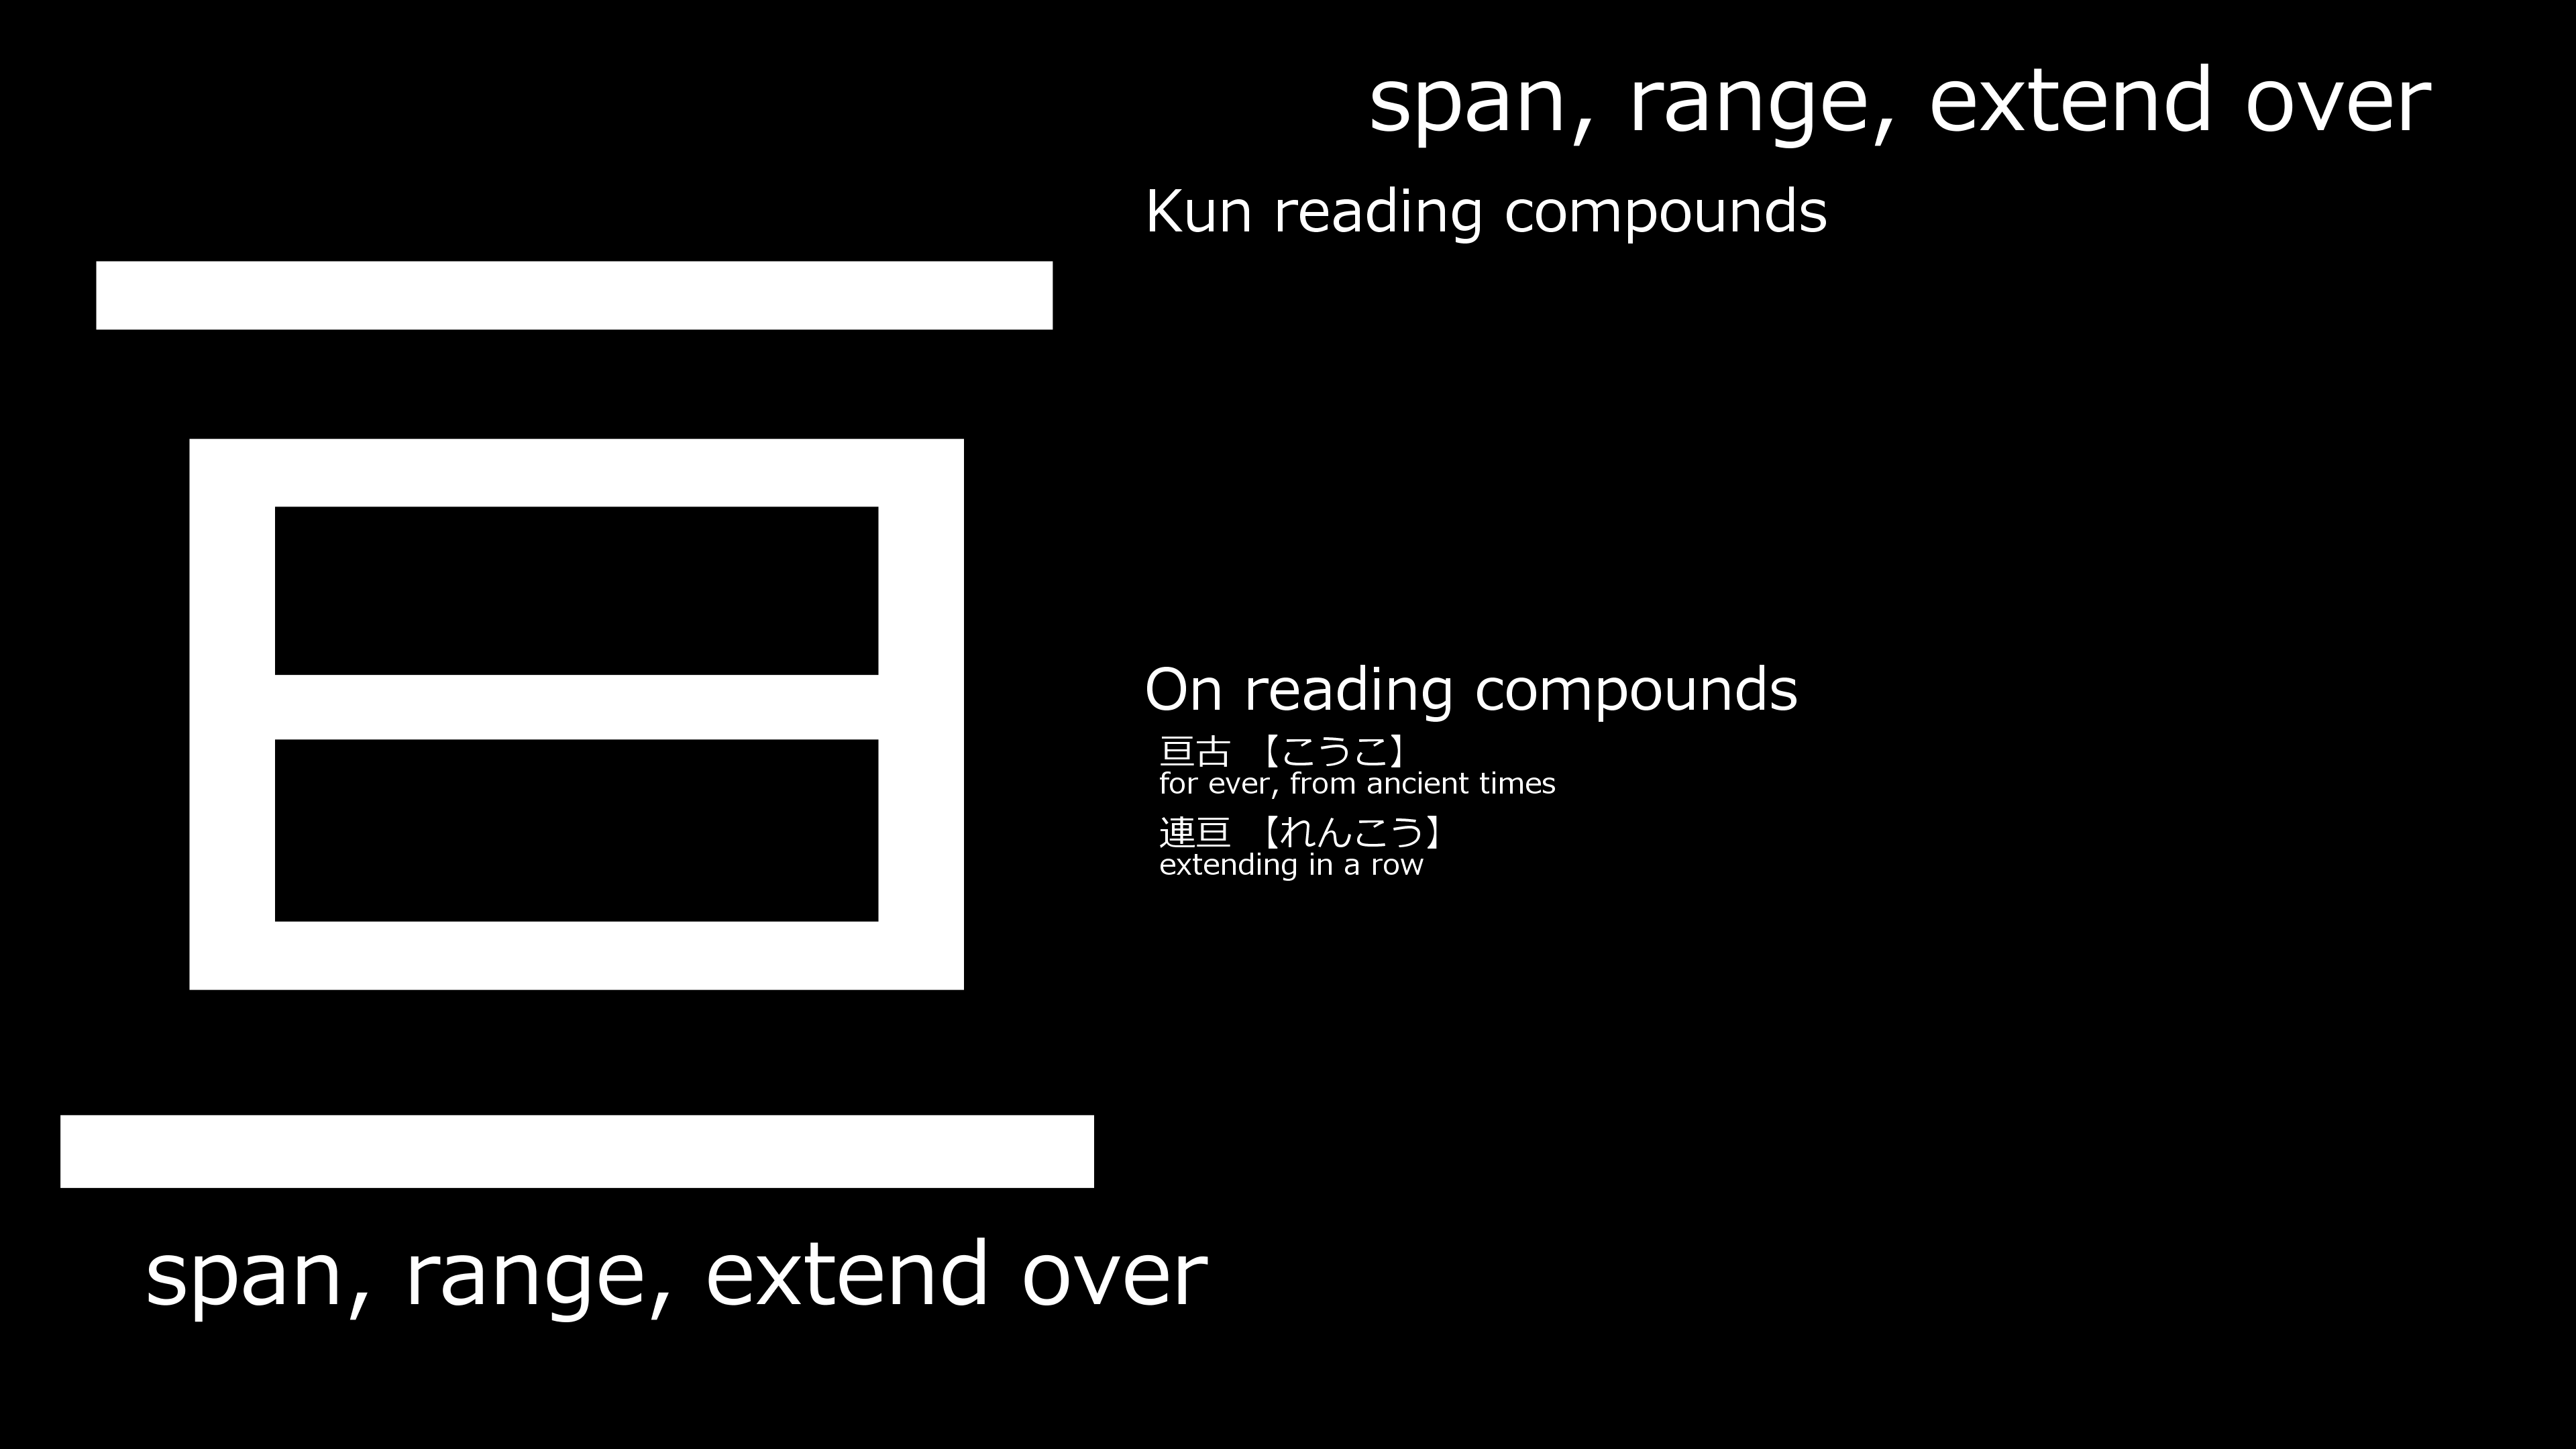 亘
span, range, extend over
span, range, extend over
Kun reading compounds
On reading compounds
亘古 【こうこ】
for ever, from ancient times
連亘 【れんこう】
extending in a row